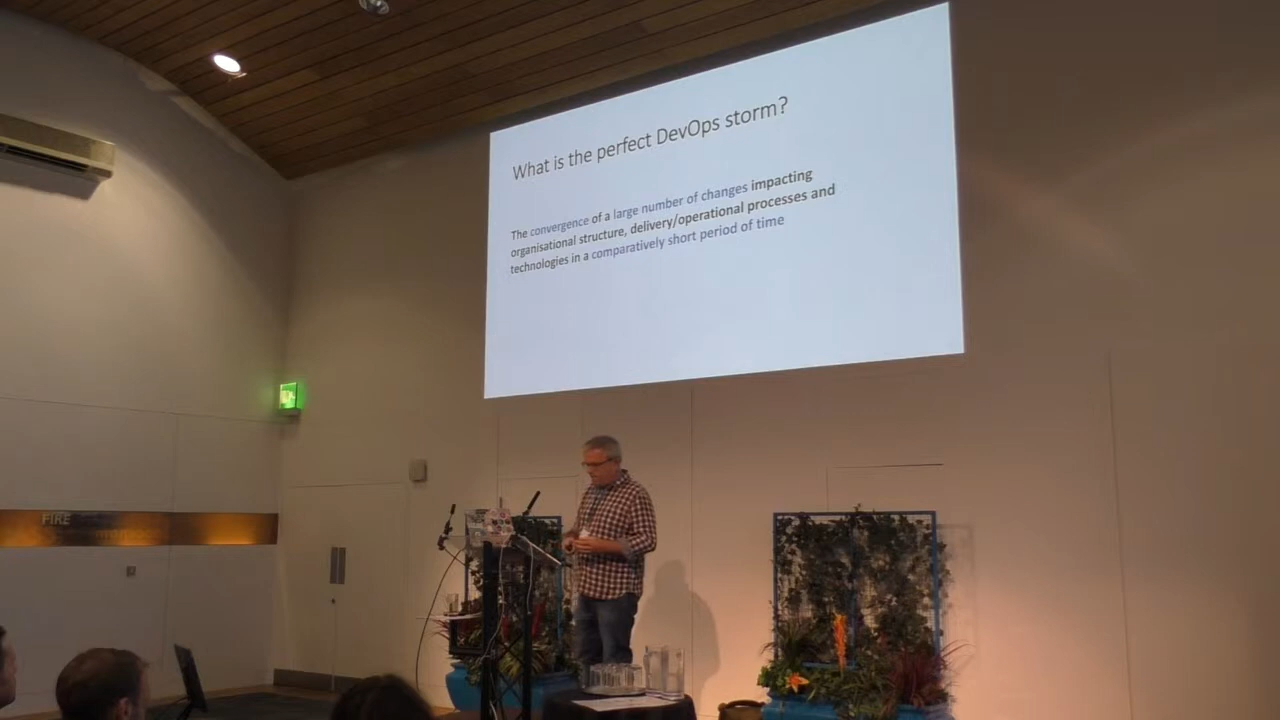 What is the perfect DevOps storm?
The convergence of a large number of changes impacting
organisational structure, delivery/operational processes and
technologies in a comparatively short period of time
FIRE